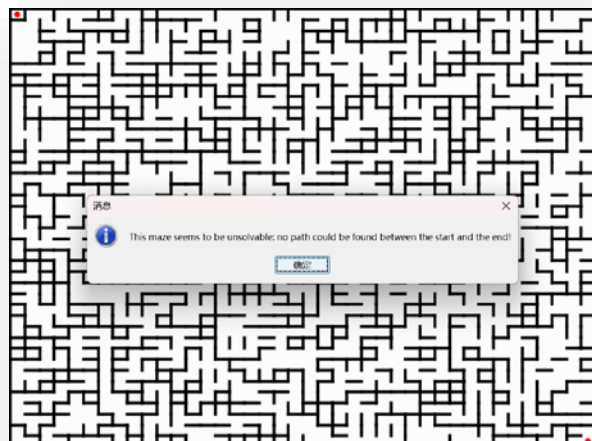 消息
This maze seems to be unsolvable: no path could be found between the start and the end!
确定